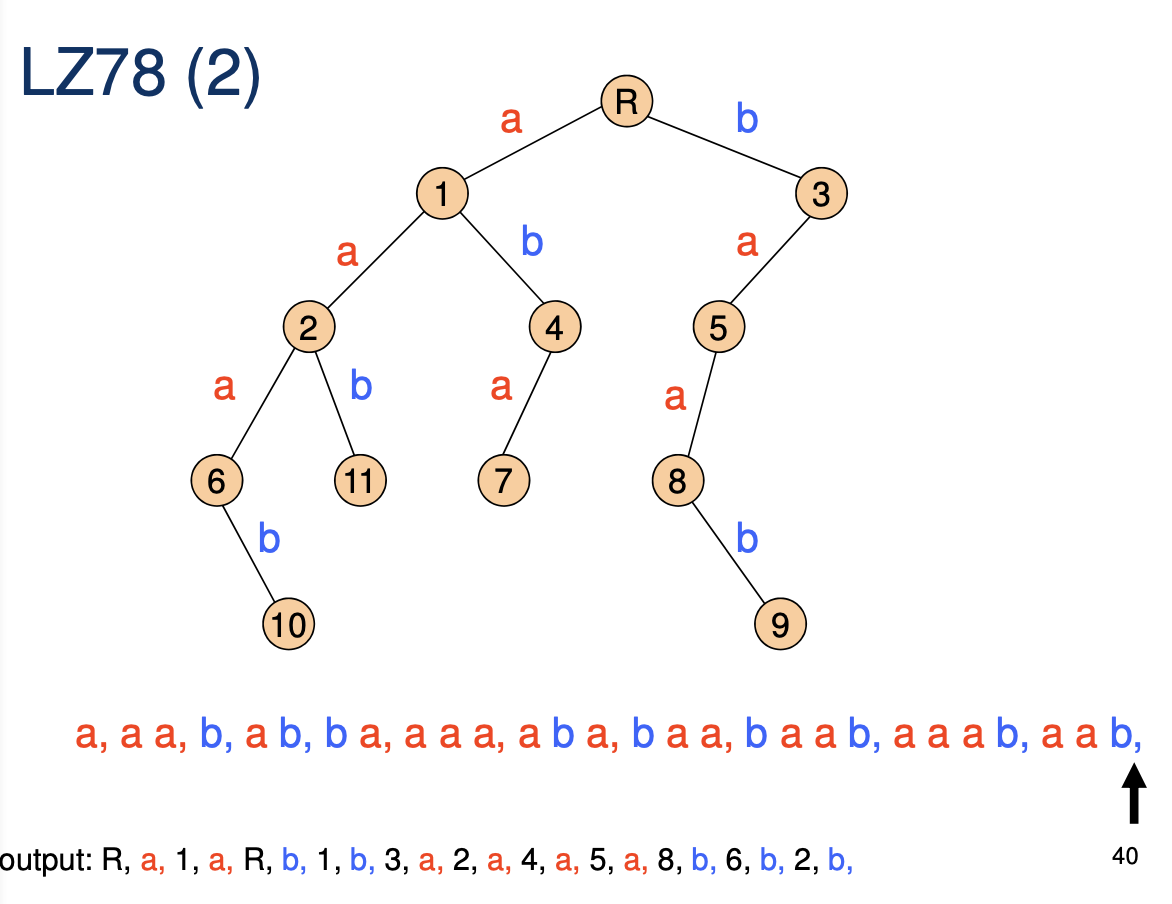 LZ78 (2)
R
a b
1 3
a b a
2 4 5
a b a a
6 11 7 8
b b
10 9
a, a a, b, a b, b a, a a a, a b a, b a a, b a a b, a a a b, a a b,
output: R, a, 1, a, R, b, 1, b, 3, a, 2, a, 4, a, 5, a, 8, b, 6, b, 2, b,
40